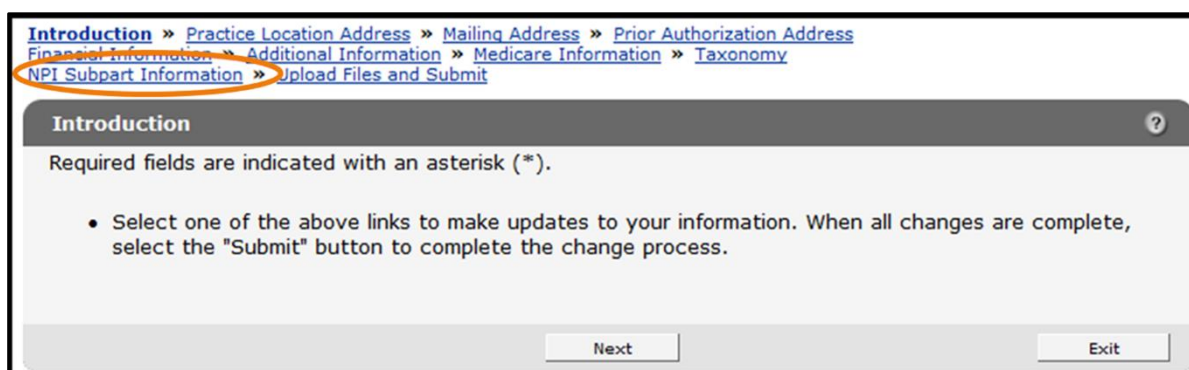 Introduction » Practice Location Address » Mailing Address » Prior Authorization Address
Financial Information » Additional Information » Medicare Information » Taxonomy
NPI Subpart Information » Upload Files and Submit
Introduction ?
Required fields are indicated with an asterisk (*).
• Select one of the above links to make updates to your information. When all changes are complete,
select the "Submit" button to complete the change process.
Next Exit